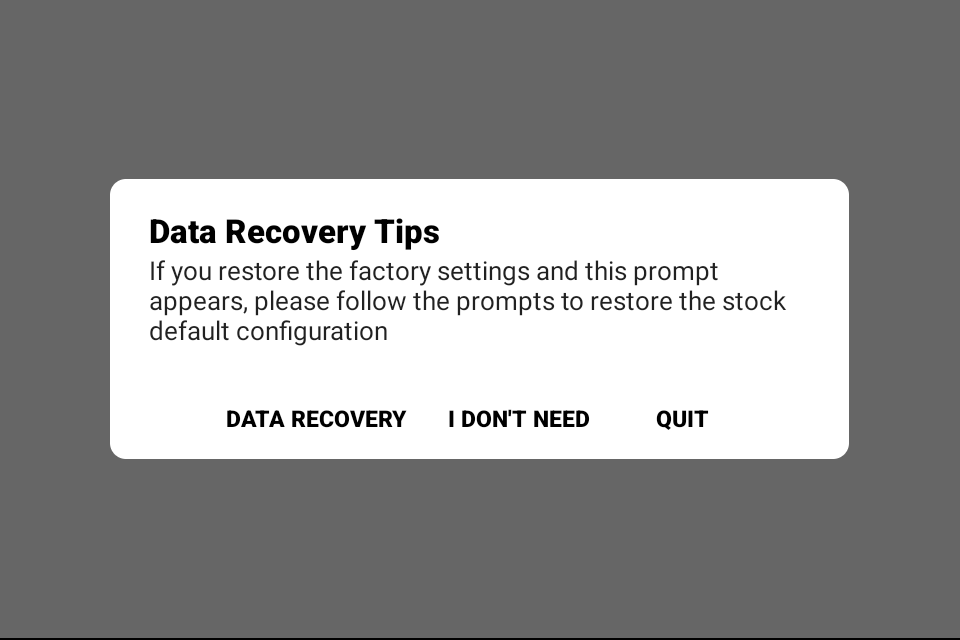 Data Recovery Tips
If you restore the factory settings and this prompt
appears, please follow the prompts to restore the stock
default configuration
DATA RECOVERY I DON'T NEED QUIT